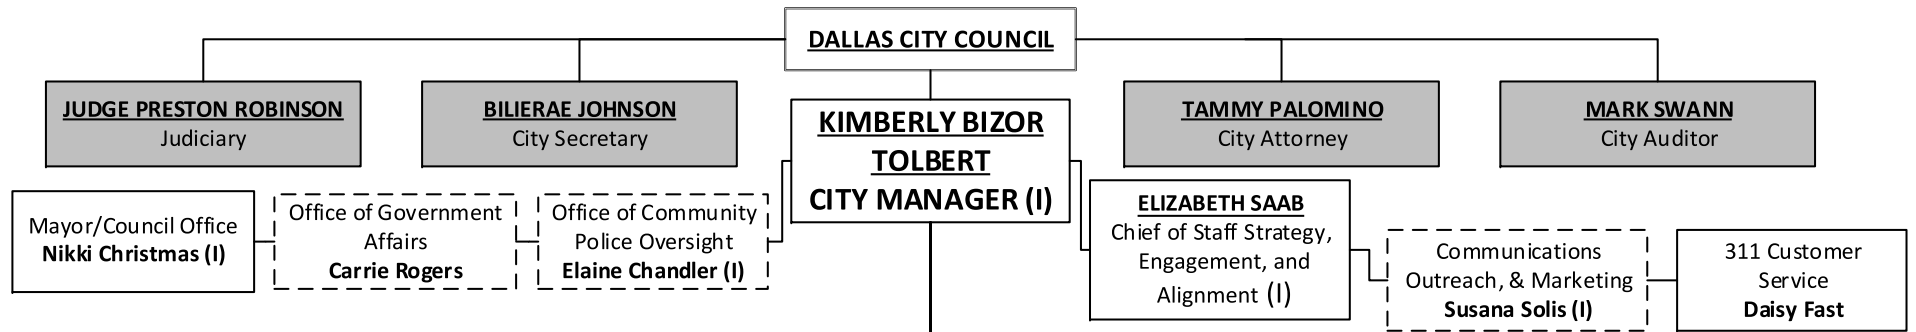 DALLAS CITY COUNCIL
JUDGE PRESTON ROBINSON
Judiciary
BILIERAE JOHNSON
City Secretary
KIMBERLY BIZOR
TOLBERT
CITY MANAGER (I)
TAMMY PALOMINO
City Attorney
MARK SWANN
City Auditor
Mayor/Council Office
Nikki Christmas (I)
Office of Government
Affairs
Carrie Rogers
Office of Community
Police Oversight
Elaine Chandler (I)
ELIZABETH SAAB
Chief of Staff Strategy,
Engagement, and
Alignment (I)
Communications
Outreach, & Marketing
Susana Solis (I)
311 Customer
Service
Daisy Fast